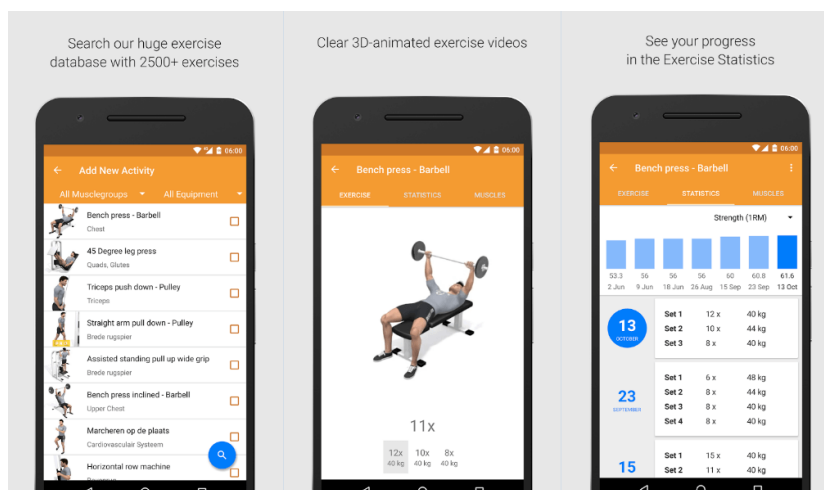 Search our huge exercise
database with 2500+ exercises
06:00
Add New Activity
All Musclegroups
All Equipment
Bench press - Barbell
Chest
45 Degree leg press
Quads, Glutes
Triceps push down - Pulley
Triceps
Straight arm pull down - Pulley
Brede rugspier
Assisted standing pull up wide grip
Brede rugspier
Bench press inclined - Barbell
Upper Chest
Marcheren op de plaats
Cardiovasculair Systeem
Horizontal row machine
Clear 3D-animated exercise videos
06:00
Bench press - Barbell
EXERCISE STATISTICS MUSCLES
11x
12x 10x 8x
40 kg 40 kg 40 kg
See your progress
in the Exercise Statistics
06:00
Bench press - Barbell
EXERCISE STATISTICS MUSCLES
Strength (1RM)
53.3 56 56 56 60 60.8 61.6
2 Jun 9 Jun 18 Jun 26 Aug 15 Sep 23 Sep 13 Oct
13
OCTOBER
Set 1 12 x 40 kg
Set 2 10 x 44 kg
Set 3 8 x 40 kg
23
SEPTEMBER
Set 1 6 x 48 kg
Set 2 8 x 44 kg
Set 3 8 x 40 kg
Set 4 8 x 40 kg
15
Set 1 15 x 40 kg
Set 2 11 x 40 kg